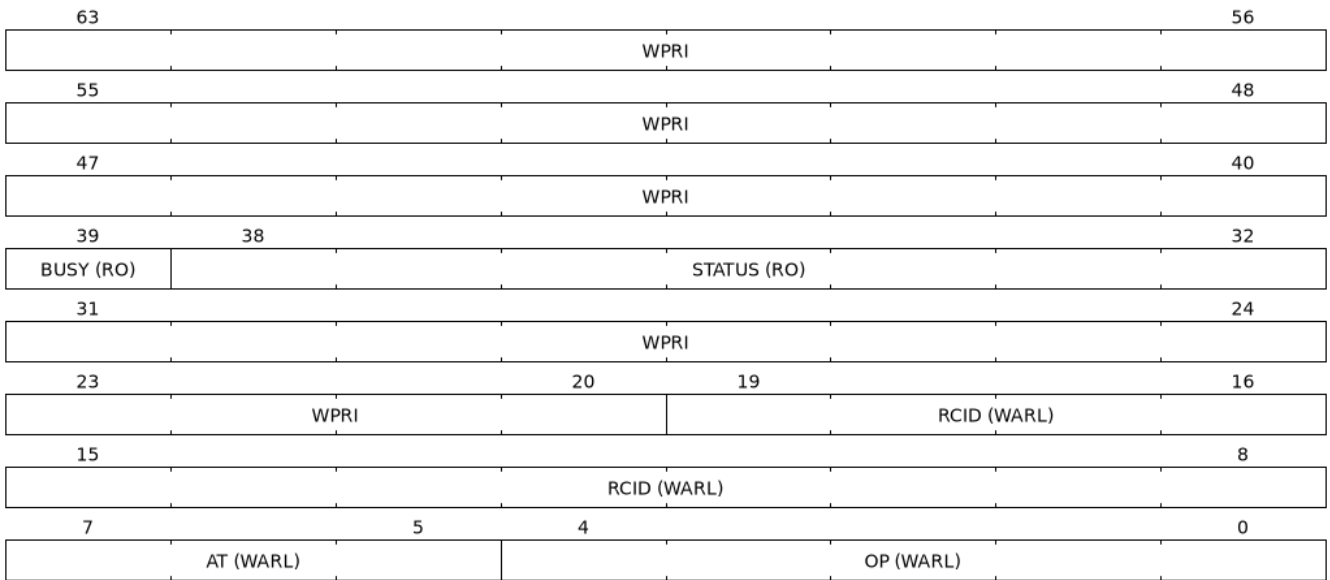 63 56
WPRI
55 48
WPRI
47 40
WPRI
39 38 32
BUSY (RO) STATUS (RO)
31 24
WPRI
23 20 19 16
WPRI RCID (WARL)
15 8
RCID (WARL)
7 5 4 0
AT (WARL) OP (WARL)